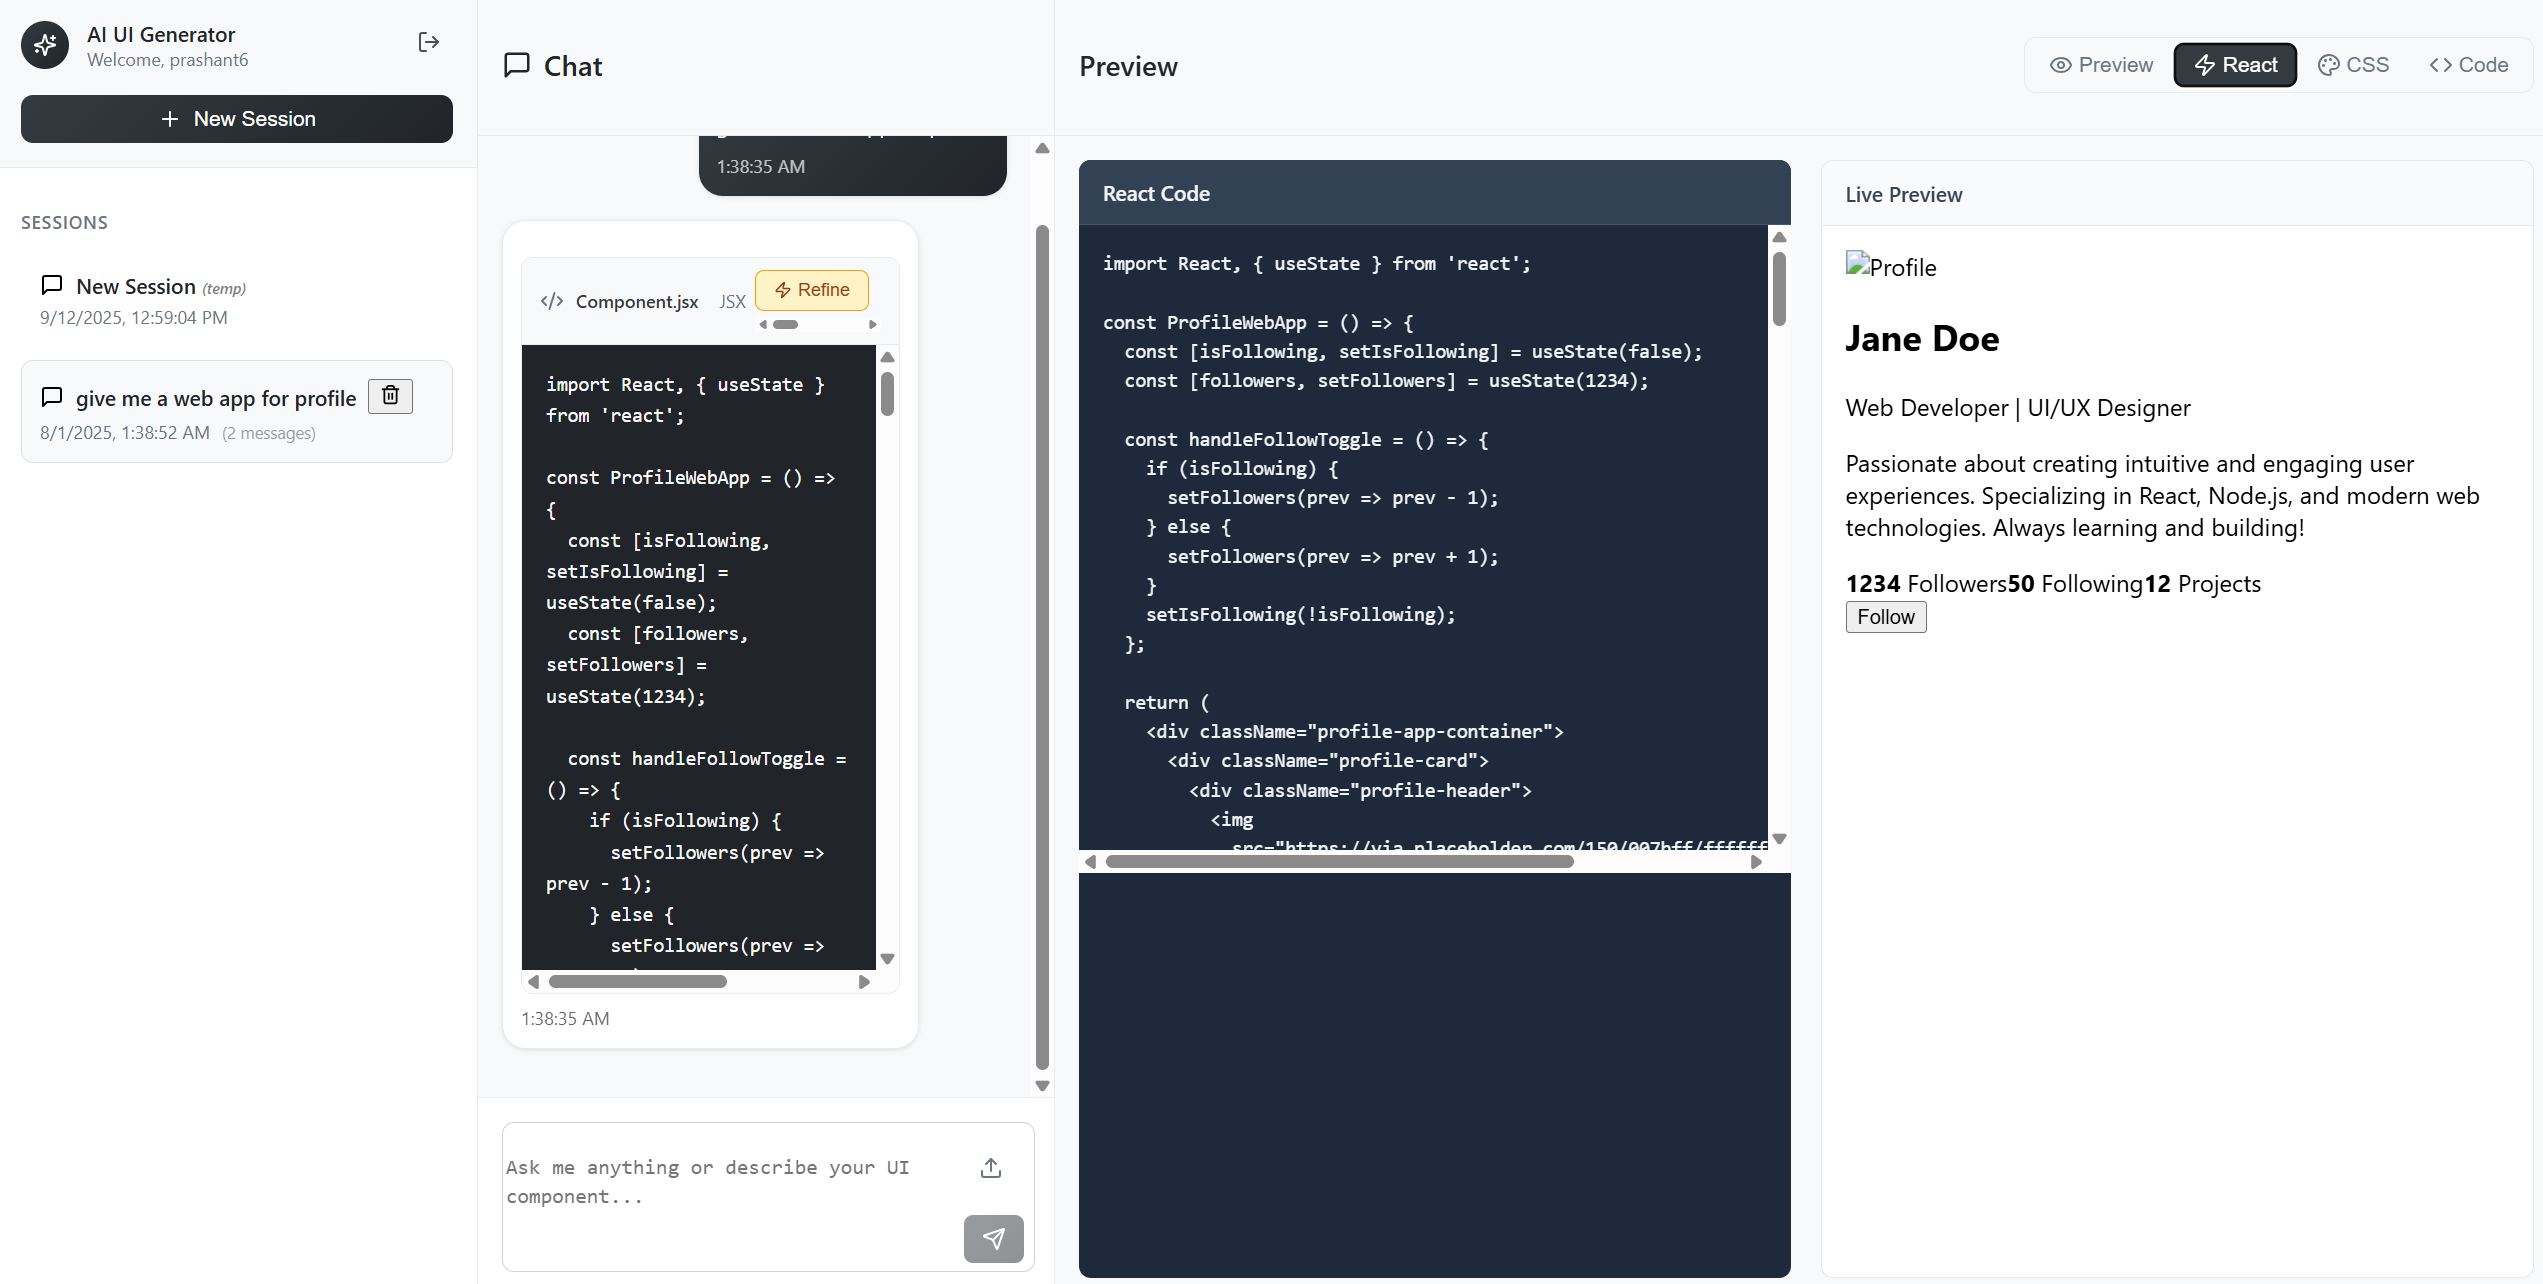 AI UI Generator
Welcome, prashant6
New Session
SESSIONS
New Session (temp)
9/12/2025, 12:59:04 PM
give me a web app for profile
8/1/2025, 1:38:52 AM (2 messages)
Chat
1:38:35 AM
Component.jsx JSX Refine
import React, { useState }
from 'react';
const ProfileWebApp = () =>
{
const [isFollowing,
setIsFollowing] =
useState(false);
const [followers,
setFollowers] =
useState(1234);
const handleFollowToggle =
() => {
if (isFollowing) {
setFollowers(prev =>
prev - 1);
} else {
setFollowers(prev =>
1:38:35 AM
Ask me anything or describe your UI
component...
Preview
Preview React CSS Code
React Code
import React, { useState } from 'react';
const ProfileWebApp = () => {
const [isFollowing, setIsFollowing] = useState(false);
const [followers, setFollowers] = useState(1234);
const handleFollowToggle = () => {
if (isFollowing) {
setFollowers(prev => prev - 1);
} else {
setFollowers(prev => prev + 1);
}
setIsFollowing(!isFollowing);
};
return (
<div className="profile-app-container">
<div className="profile-card">
<div className="profile-header">
<img
src="https://via.placeholder.com/150/007bff/ffffff
Live Preview
Profile
Jane Doe
Web Developer | UI/UX Designer
Passionate about creating intuitive and engaging user
experiences. Specializing in React, Node.js, and modern web
technologies. Always learning and building!
1234 Followers50 Following12 Projects
Follow